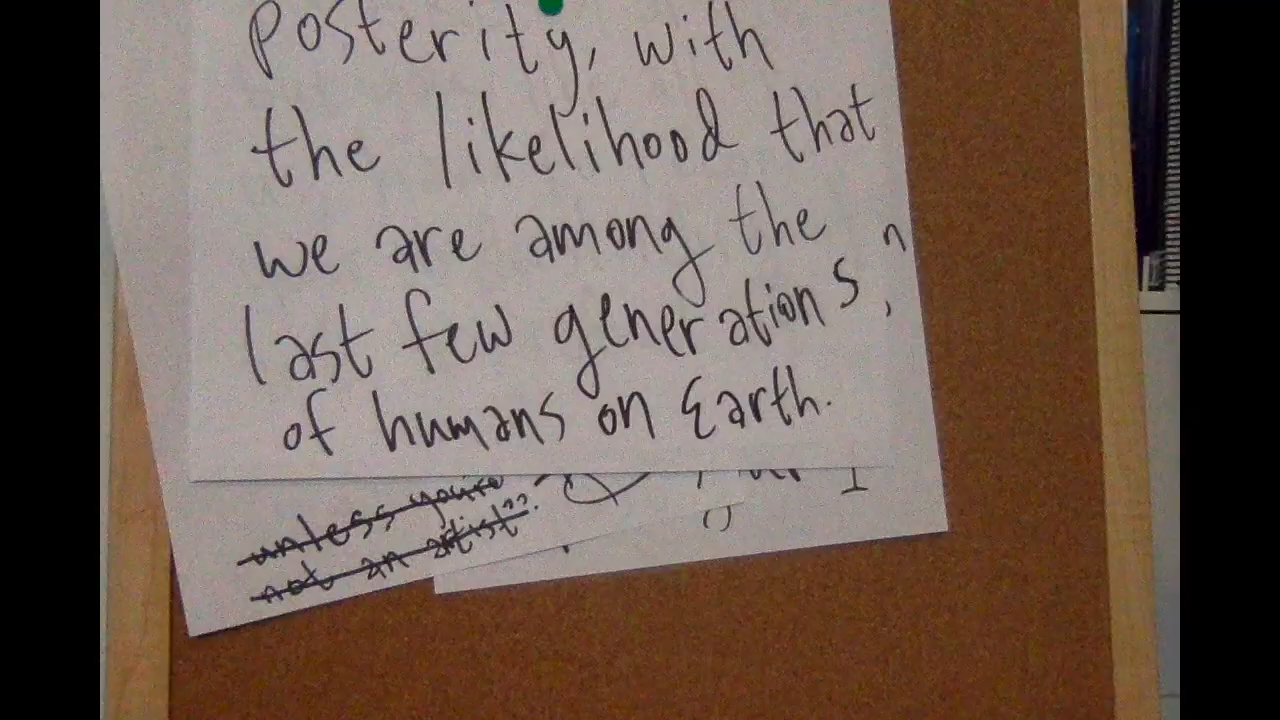 posterity, with
the likelihood that
we are among the
last few generations,
of humans on Earth.
unless you're
not an artist??